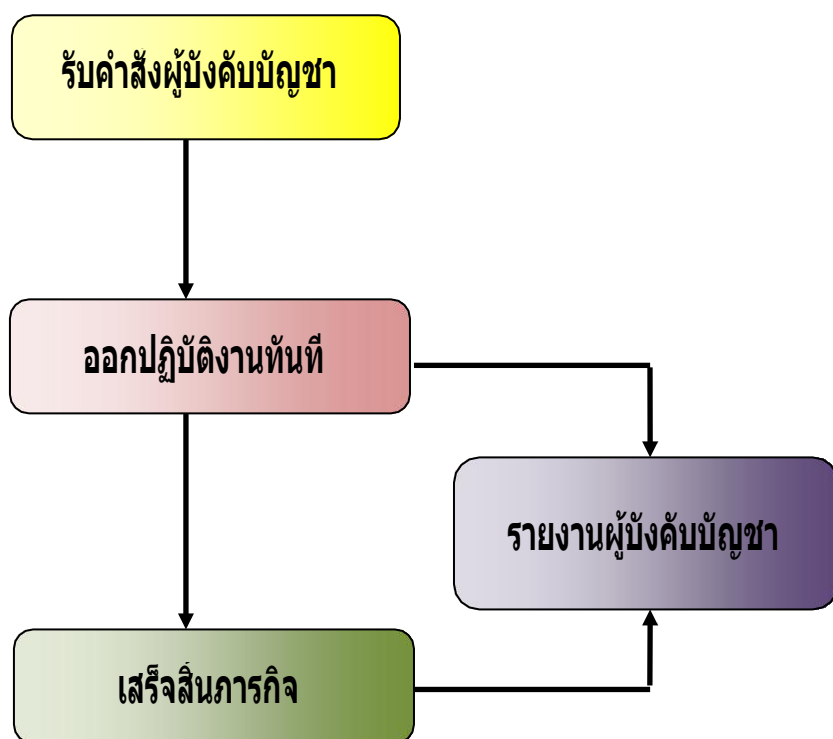 รับคำสั่งผู้บังคับบัญชา
ออกปฏิบัติงานทันที
รายงานผู้บังคับบัญชา
เสร็จสิ้นภารกิจ